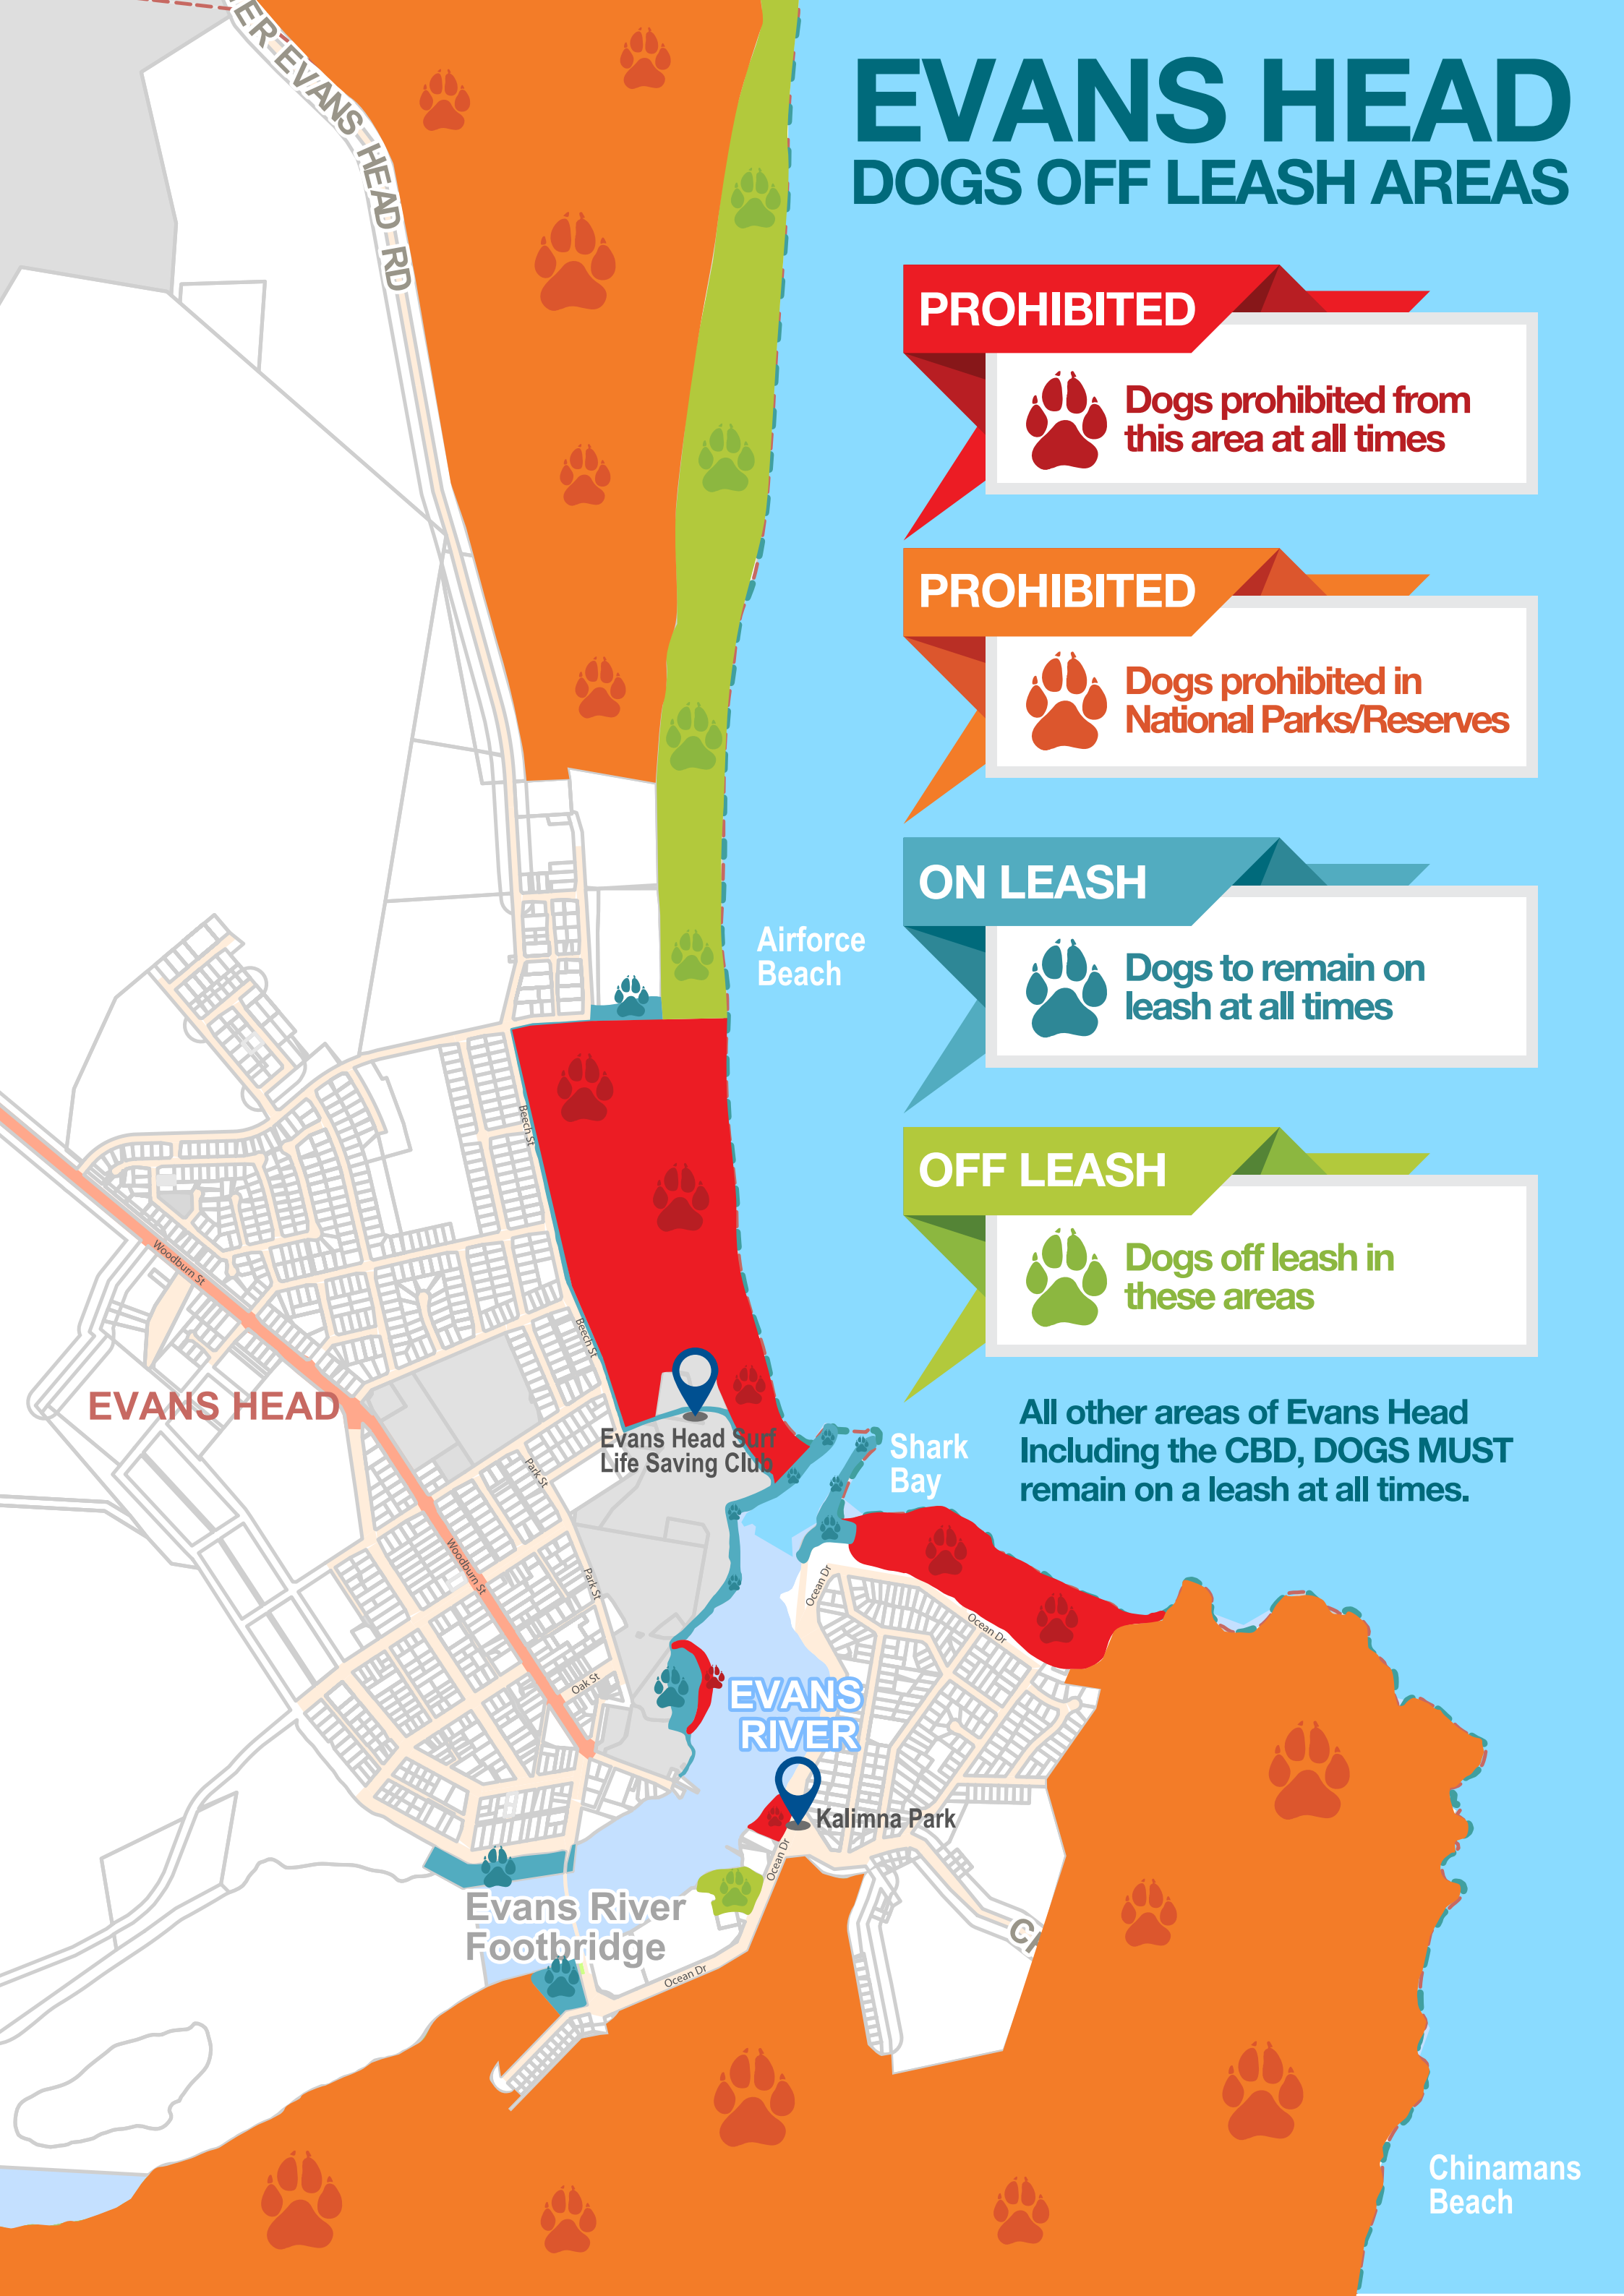 EVANS HEAD
DOGS OFF LEASH AREAS
PROHIBITED
Dogs prohibited from
this area at all times
PROHIBITED
Dogs prohibited in
National Parks/Reserves
ON LEASH
Dogs to remain on
leash at all times
OFF LEASH
Dogs off leash in
these areas
All other areas of Evans Head
Including the CBD, DOGS MUST
remain on a leash at all times.
EVANS HEAD RD
Airforce
Beach
Beech St
Woodburn St
Beech St
EVANS HEAD
Evans Head Surf
Life Saving Club
Shark
Bay
Park St
Woodburn St
Park St
Ocean Dr
Ocean Dr
Oak St
EVANS
RIVER
Kalimna Park
Ocean Dr
Evans River
Footbridge
Ocean Dr
Chinamans
Beach